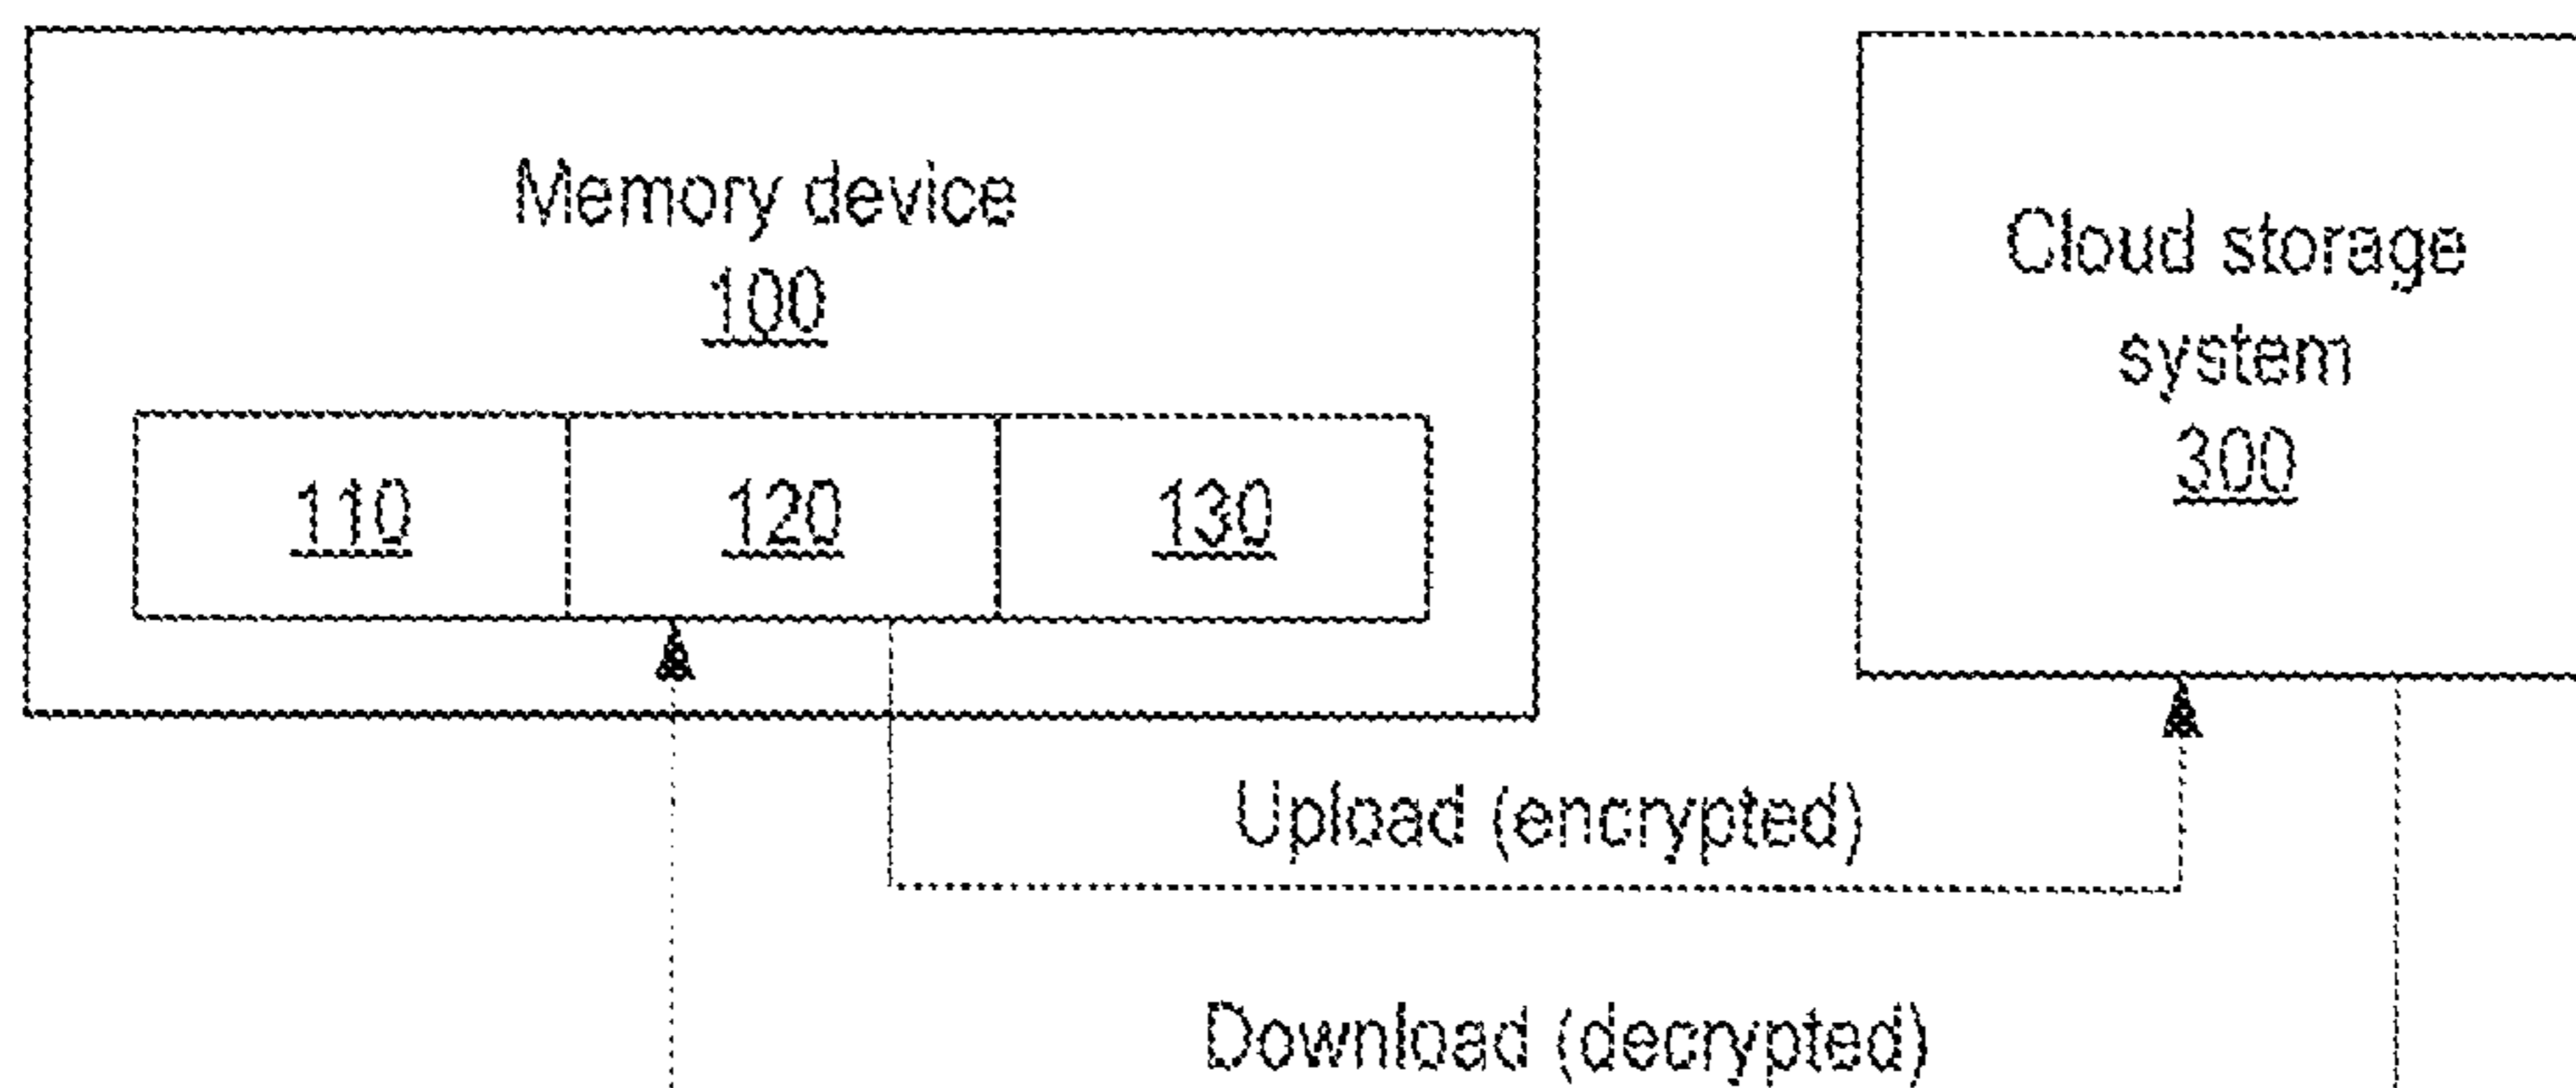 Memory device
100
110 120 130
Cloud storage
system
300
Upload (encrypted)
Download (decrypted)